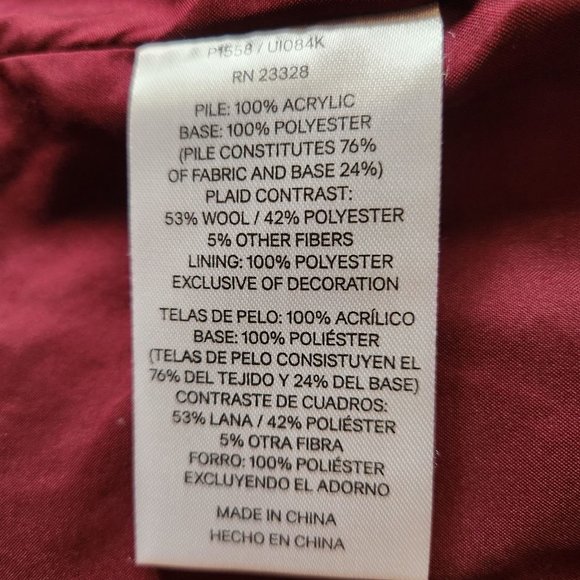 P1558 / U1084K
RN 23328
PILE: 100% ACRYLIC
BASE: 100% POLYESTER
(PILE CONSTITUTES 76%
OF FABRIC AND BASE 24%)
PLAID CONTRAST:
53% WOOL / 42% POLYESTER
5% OTHER FIBERS
LINING: 100% POLYESTER
EXCLUSIVE OF DECORATION
TELAS DE PELO: 100% ACRÍLICO
BASE: 100% POLIÉSTER
(TELAS DE PELO CONSISTUYEN EL
76% DEL TEJIDO Y 24% DEL BASE)
CONTRASTE DE CUADROS:
53% LANA / 42% POLIÉSTER
5% OTRA FIBRA
FORRO: 100% POLIÉSTER
EXCLUYENDO EL ADORNO
MADE IN CHINA
HECHO EN CHINA